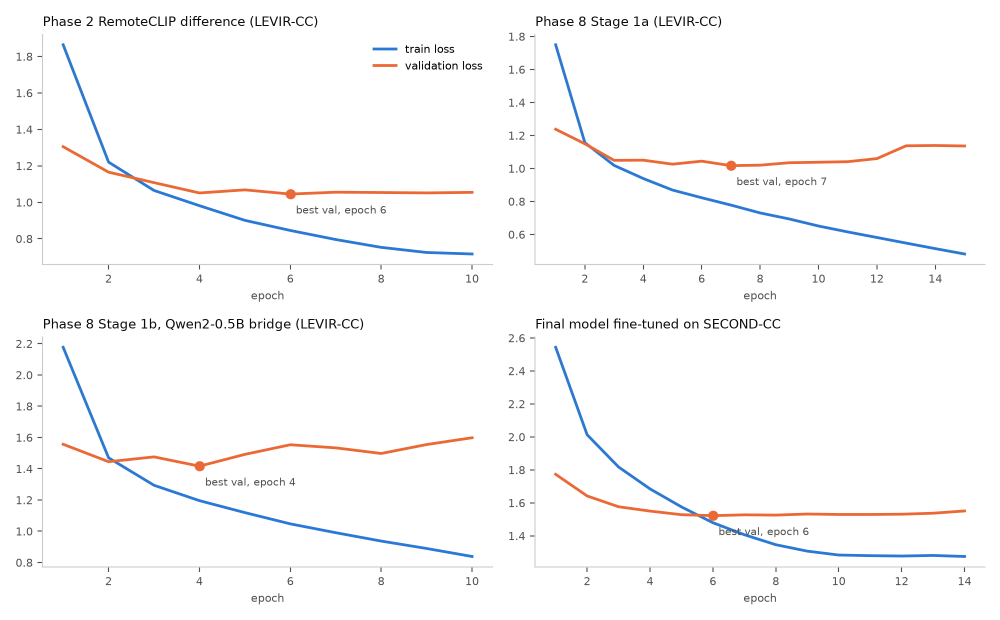 Phase 2 RemoteCLIP difference (LEVIR-CC)
1.8
1.6
1.4
1.2
1.0
0.8
train loss
validation loss
best val, epoch 6
2 4 6 8 10
epoch
Phase 8 Stage 1a (LEVIR-CC)
1.8
1.6
1.4
1.2
1.0
0.8
0.6
best val, epoch 7
2 4 6 8 10 12 14
epoch
Phase 8 Stage 1b, Qwen2-0.5B bridge (LEVIR-CC)
2.2
2.0
1.8
1.6
1.4
1.2
1.0
0.8
best val, epoch 4
2 4 6 8 10
epoch
Final model fine-tuned on SECOND-CC
2.6
2.4
2.2
2.0
1.8
1.6
1.4
best val, epoch 6
2 4 6 8 10 12 14
epoch